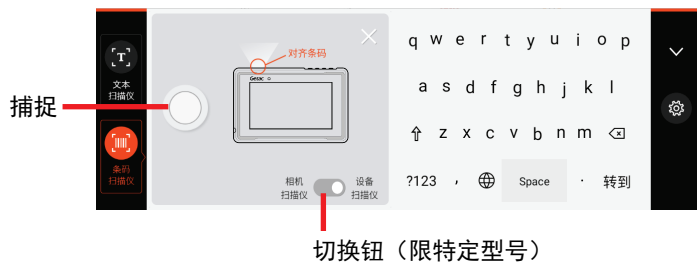 对齐条码
Getac
文本
扫描仪
捕捉
条码
扫描仪
相机
扫描仪
设备
扫描仪
q w e r t y u i o p
a s d f g h j k l
z x c v b n m
?123 , Space . 转到
切换钮（限特定型号）